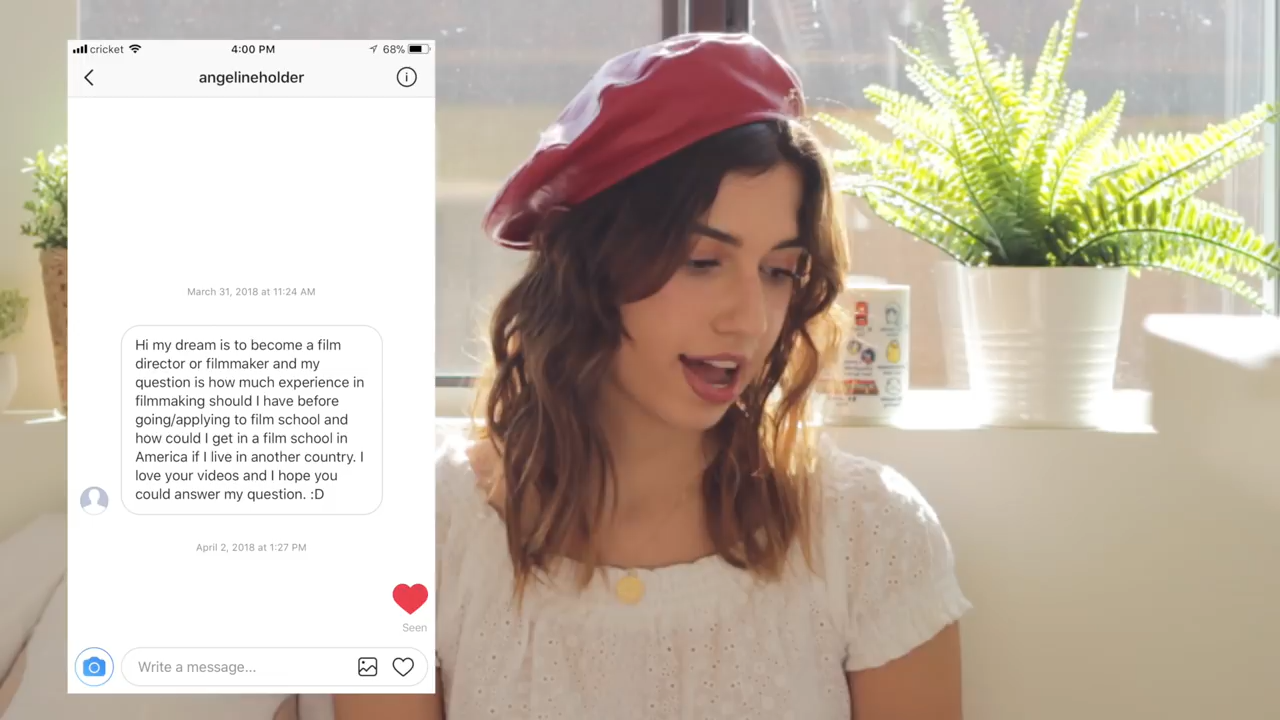 cricket 4:00 PM 68%
angelineholder
March 31, 2018 at 11:24 AM
Hi my dream is to become a film
director or filmmaker and my
question is how much experience in
filmmaking should I have before
going/applying to film school and
how could I get in a film school in
America if I live in another country. I
love your videos and I hope you
could answer my question. :D
April 2, 2018 at 1:27 PM
Seen
Write a message...